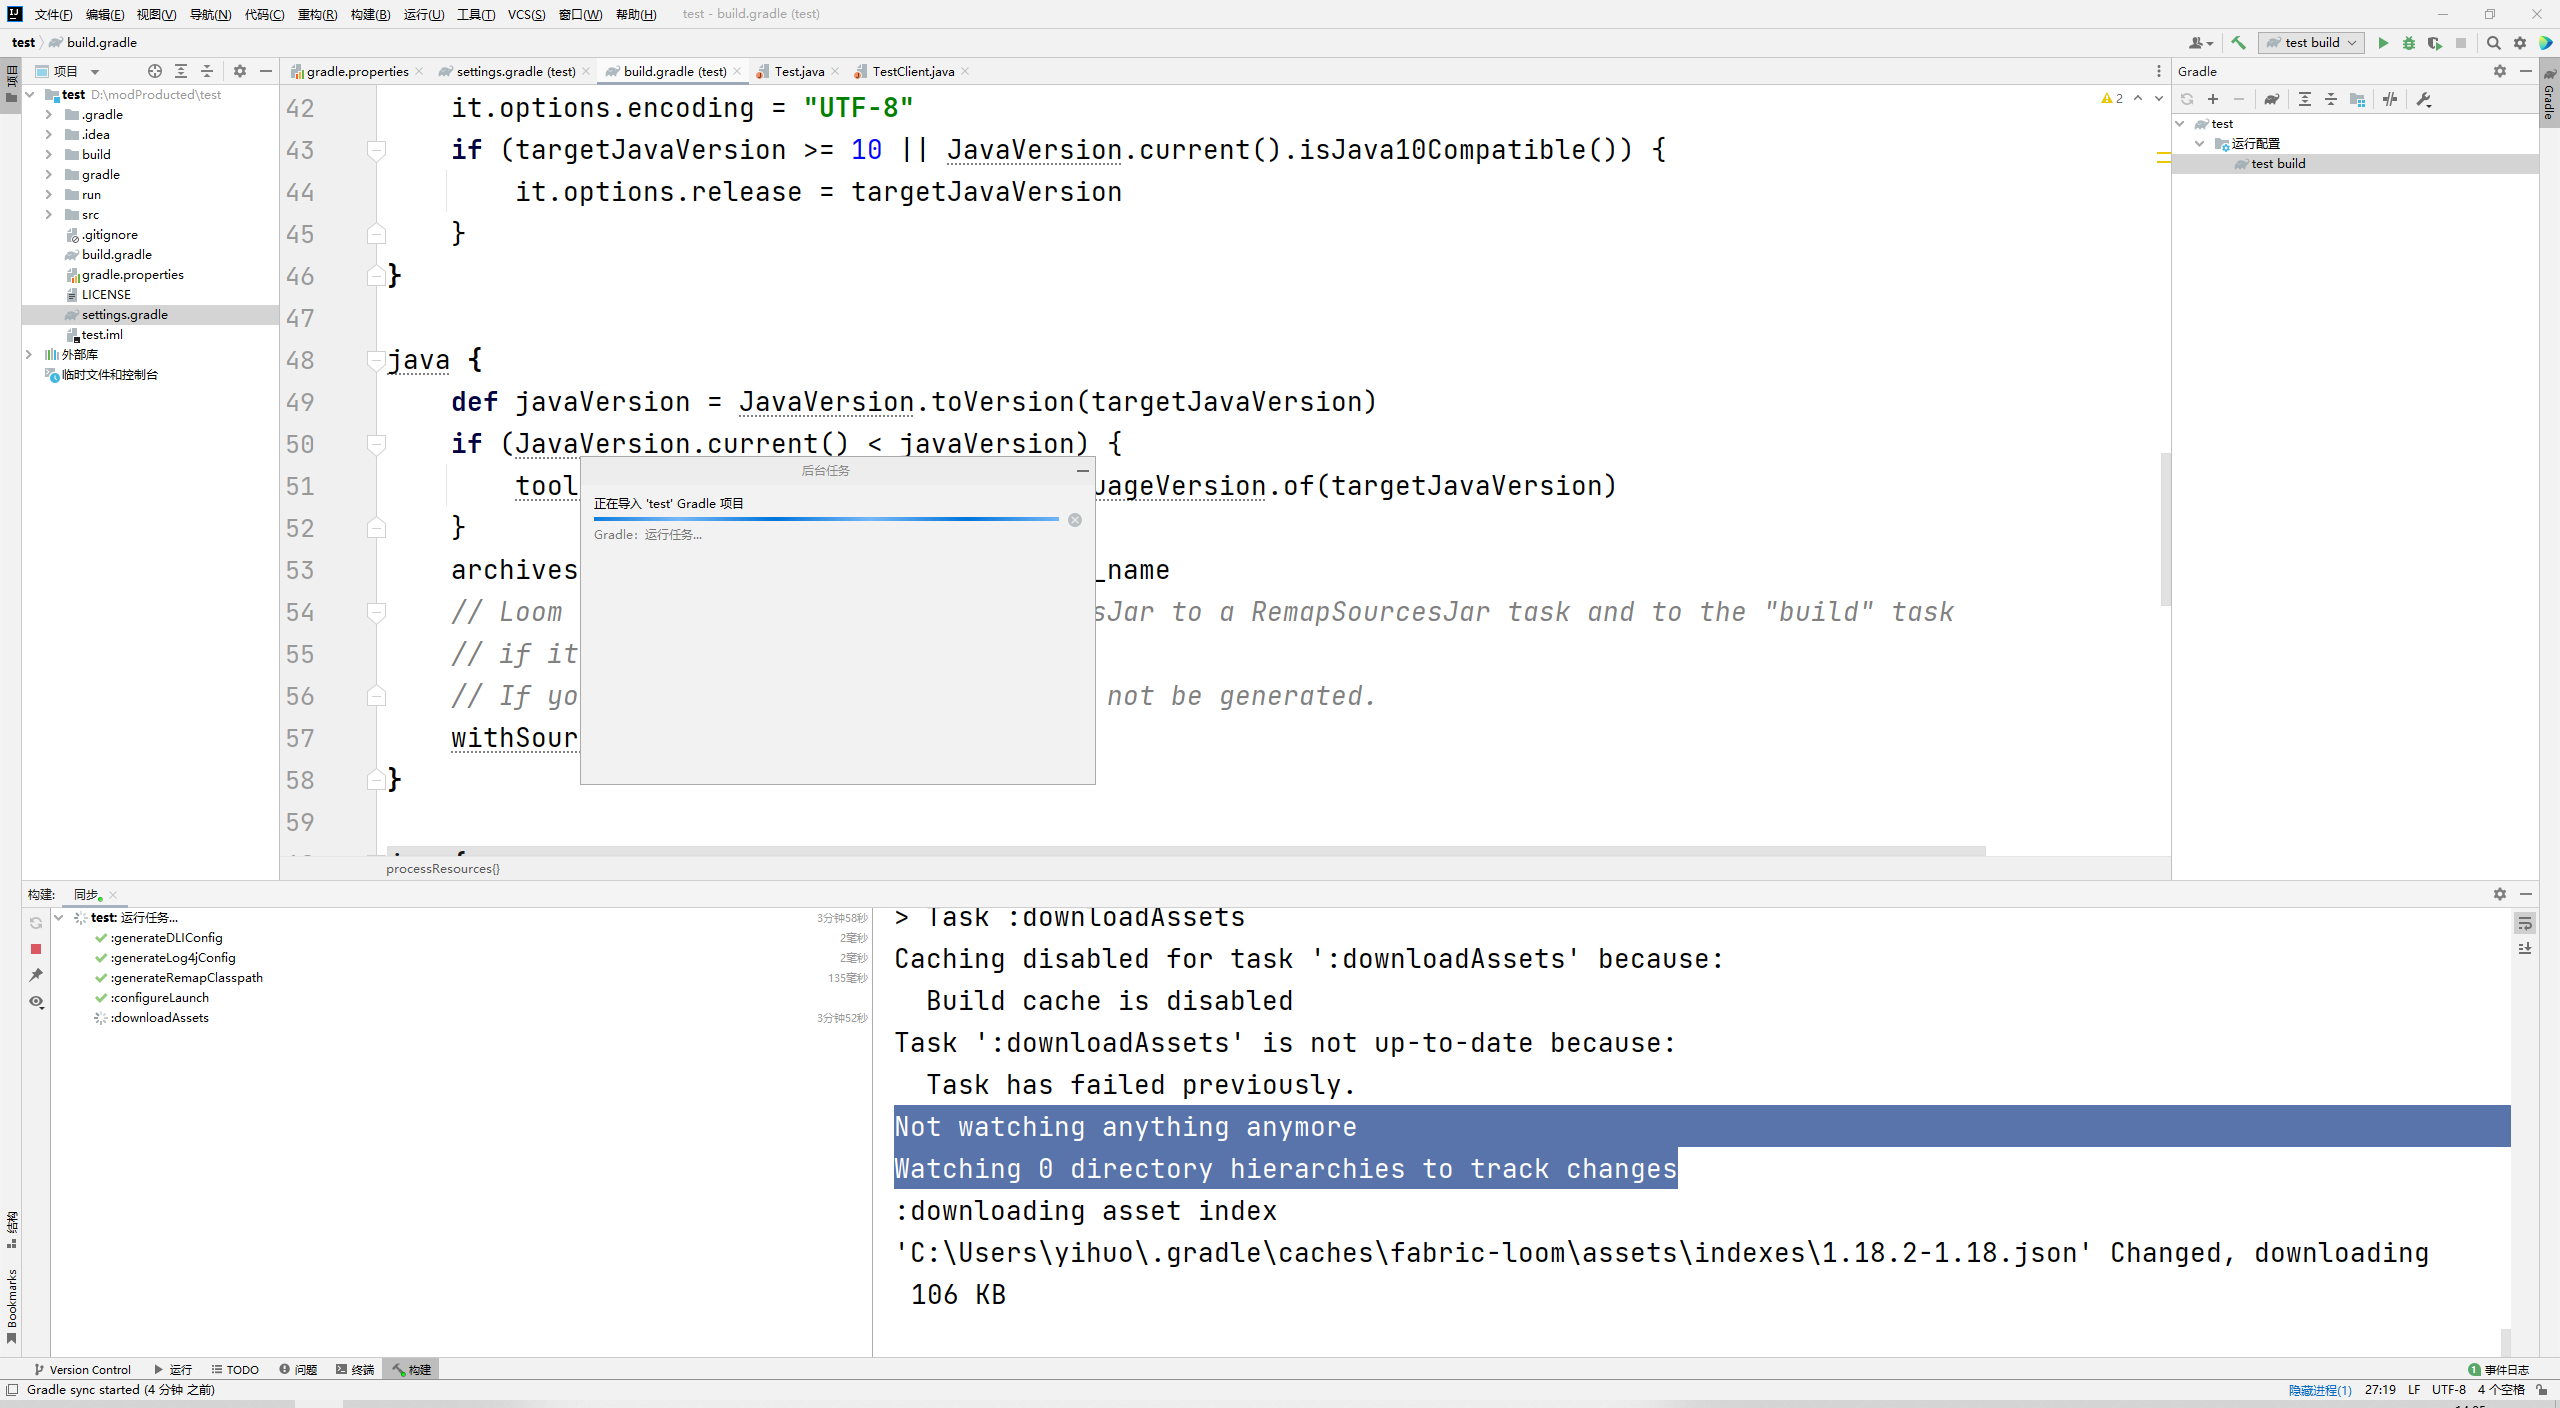 文件(F) 编辑(E) 视图(V) 导航(N) 代码(C) 重构(R) 构建(B) 运行(U) 工具(T) VCS(S) 窗口(W) 帮助(H) test - build.gradle (test)
test build.gradle
test build
项目
gradle.properties settings.gradle (test) build.gradle (test) Test.java TestClient.java
Gradle
项目
test D:\modProducted\test
.gradle
.idea
build
gradle
run
src
.gitignore
build.gradle
gradle.properties
LICENSE
settings.gradle
test.iml
外部库
临时文件和控制台
2
42 it.options.encoding = "UTF-8"
43 if (targetJavaVersion >= 10 || JavaVersion.current().isJava10Compatible()) {
44 it.options.release = targetJavaVersion
45 }
46 }
47
48 java {
49 def javaVersion = JavaVersion.toVersion(targetJavaVersion)
50 if (JavaVersion.current() < javaVersion) {
51 tool uageVersion.of(targetJavaVersion)
52 }
53 archives _name
54 // Loom sJar to a RemapSourcesJar task and to the "build" task
55 // if it
56 // If yo not be generated.
57 withSour
58 }
59
processResources{}
后台任务
正在导入 'test' Gradle 项目
Gradle: 运行任务...
test
运行配置
test build
Gradle
构建: 同步
test: 运行任务... 3分钟58秒
:generateDLIConfig 2毫秒
:generateLog4jConfig 2毫秒
:generateRemapClasspath 135毫秒
:configureLaunch
:downloadAssets 3分钟52秒
> Task :downloadAssets
Caching disabled for task ':downloadAssets' because:
Build cache is disabled
Task ':downloadAssets' is not up-to-date because:
Task has failed previously.
Not watching anything anymore
Watching 0 directory hierarchies to track changes
:downloading asset index
'C:\Users\yihuo\.gradle\caches\fabric-loom\assets\indexes\1.18.2-1.18.json' Changed, downloading
106 KB
结构
Bookmarks
Version Control 运行 TODO 问题 终端 构建 1 事件日志
Gradle sync started (4 分钟 之前) 隐藏进程(1) 27:19 LF UTF-8 4 个空格